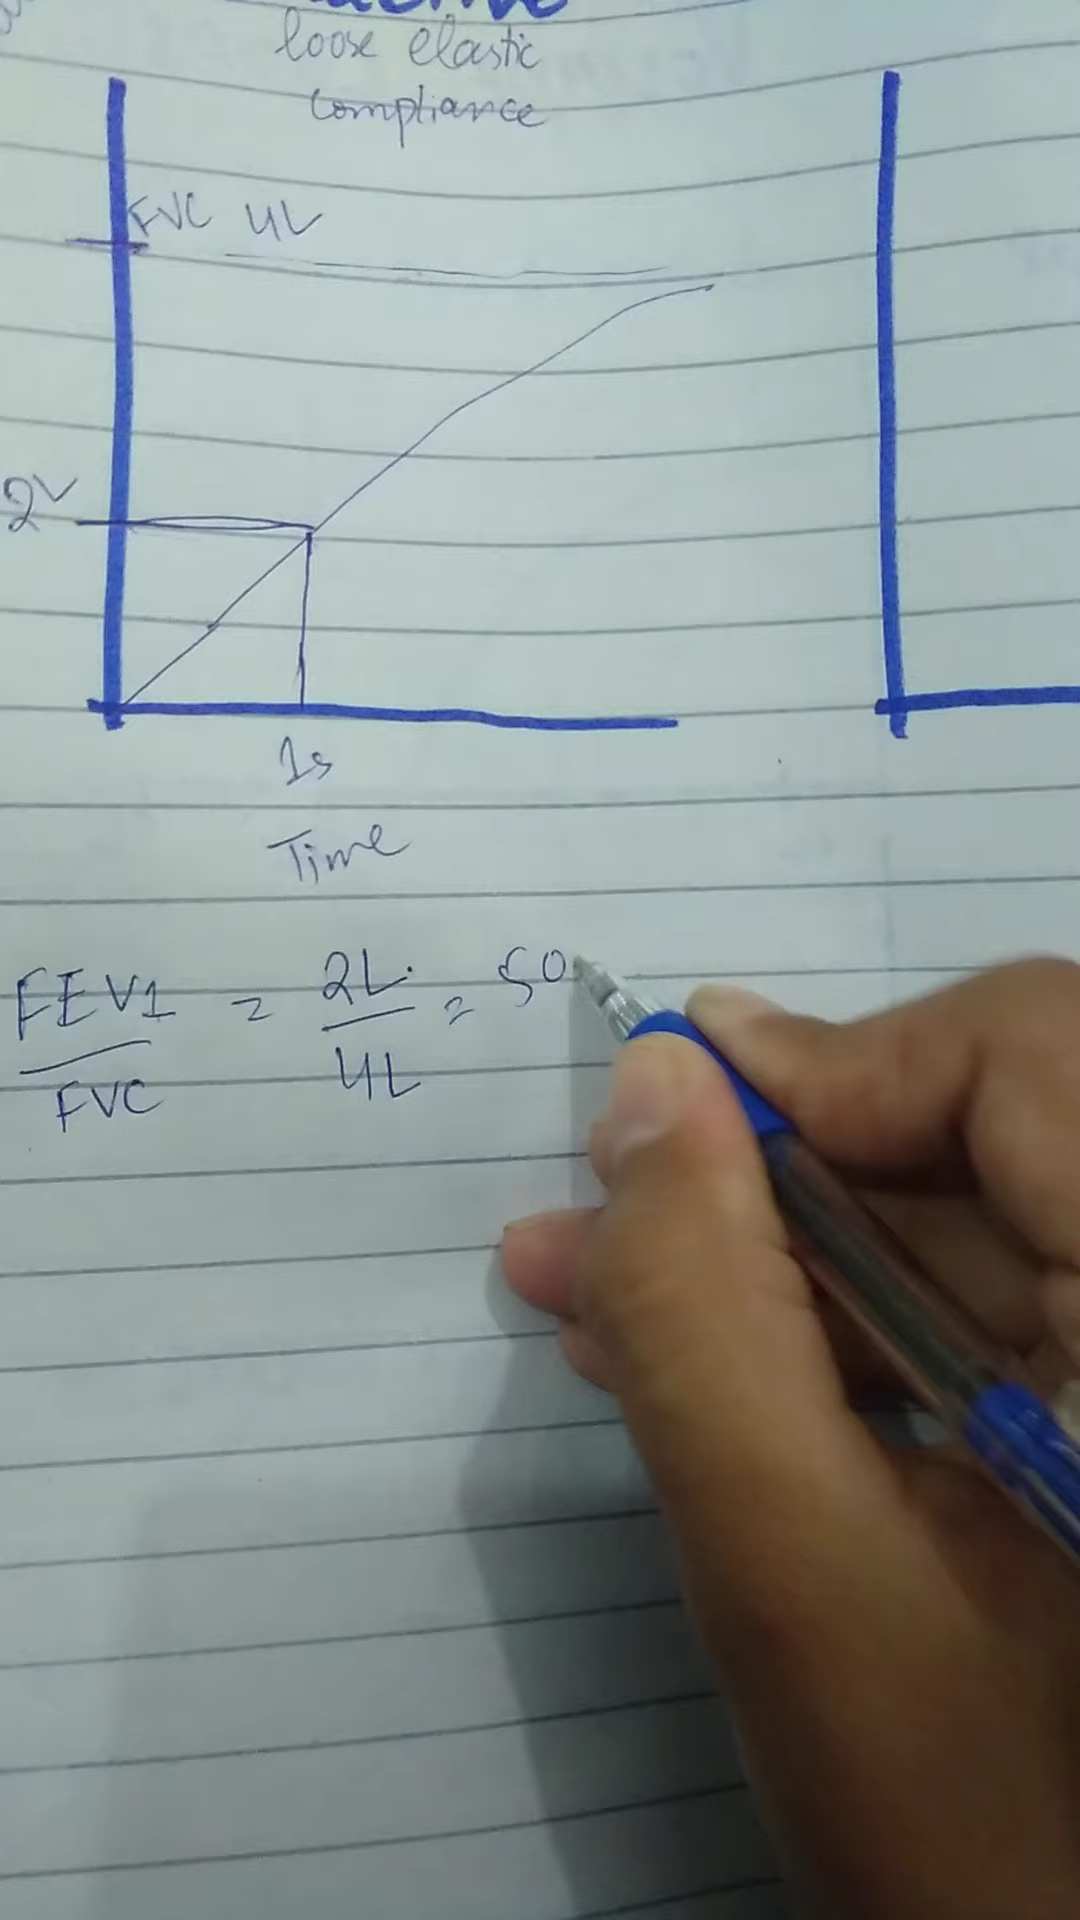 loose elastic
compliance
FVC 4L
2L
1s
Time
FEV1 = 2L = 50
FVC 4L